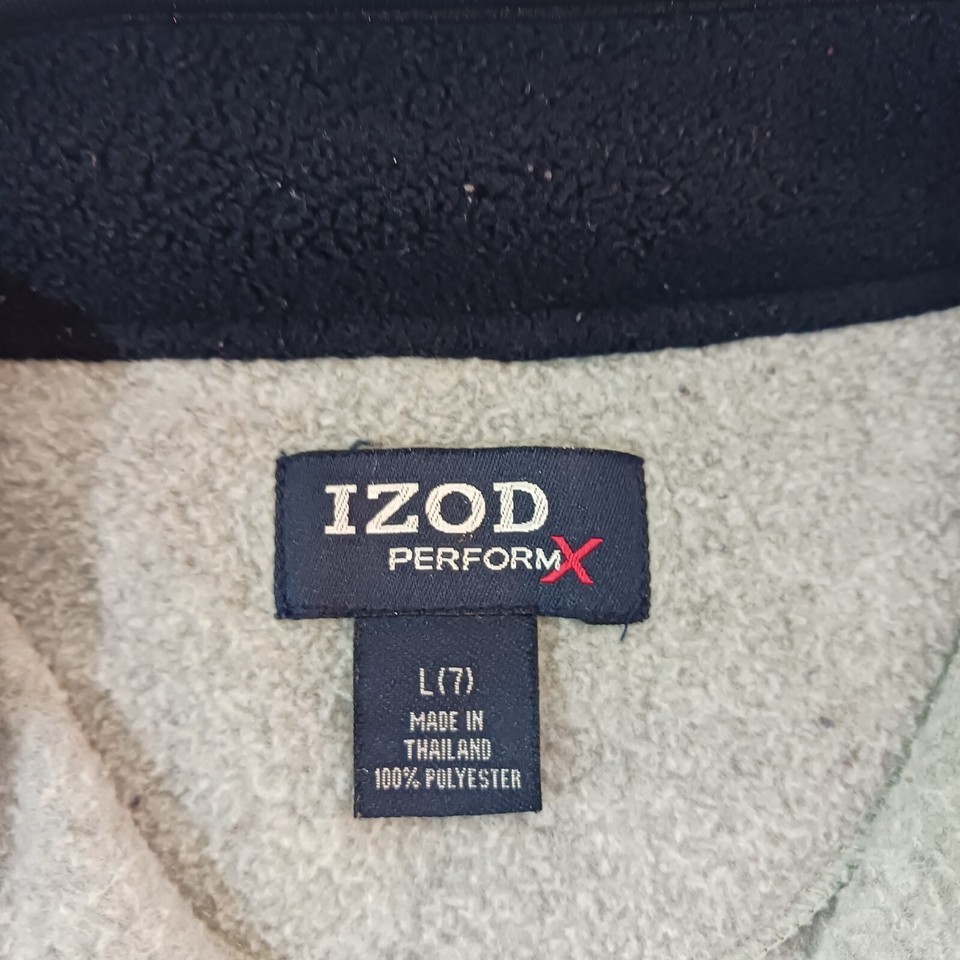 IZOD
PERFORMX
L(7)
MADE IN
THAILAND
100% POLYESTER